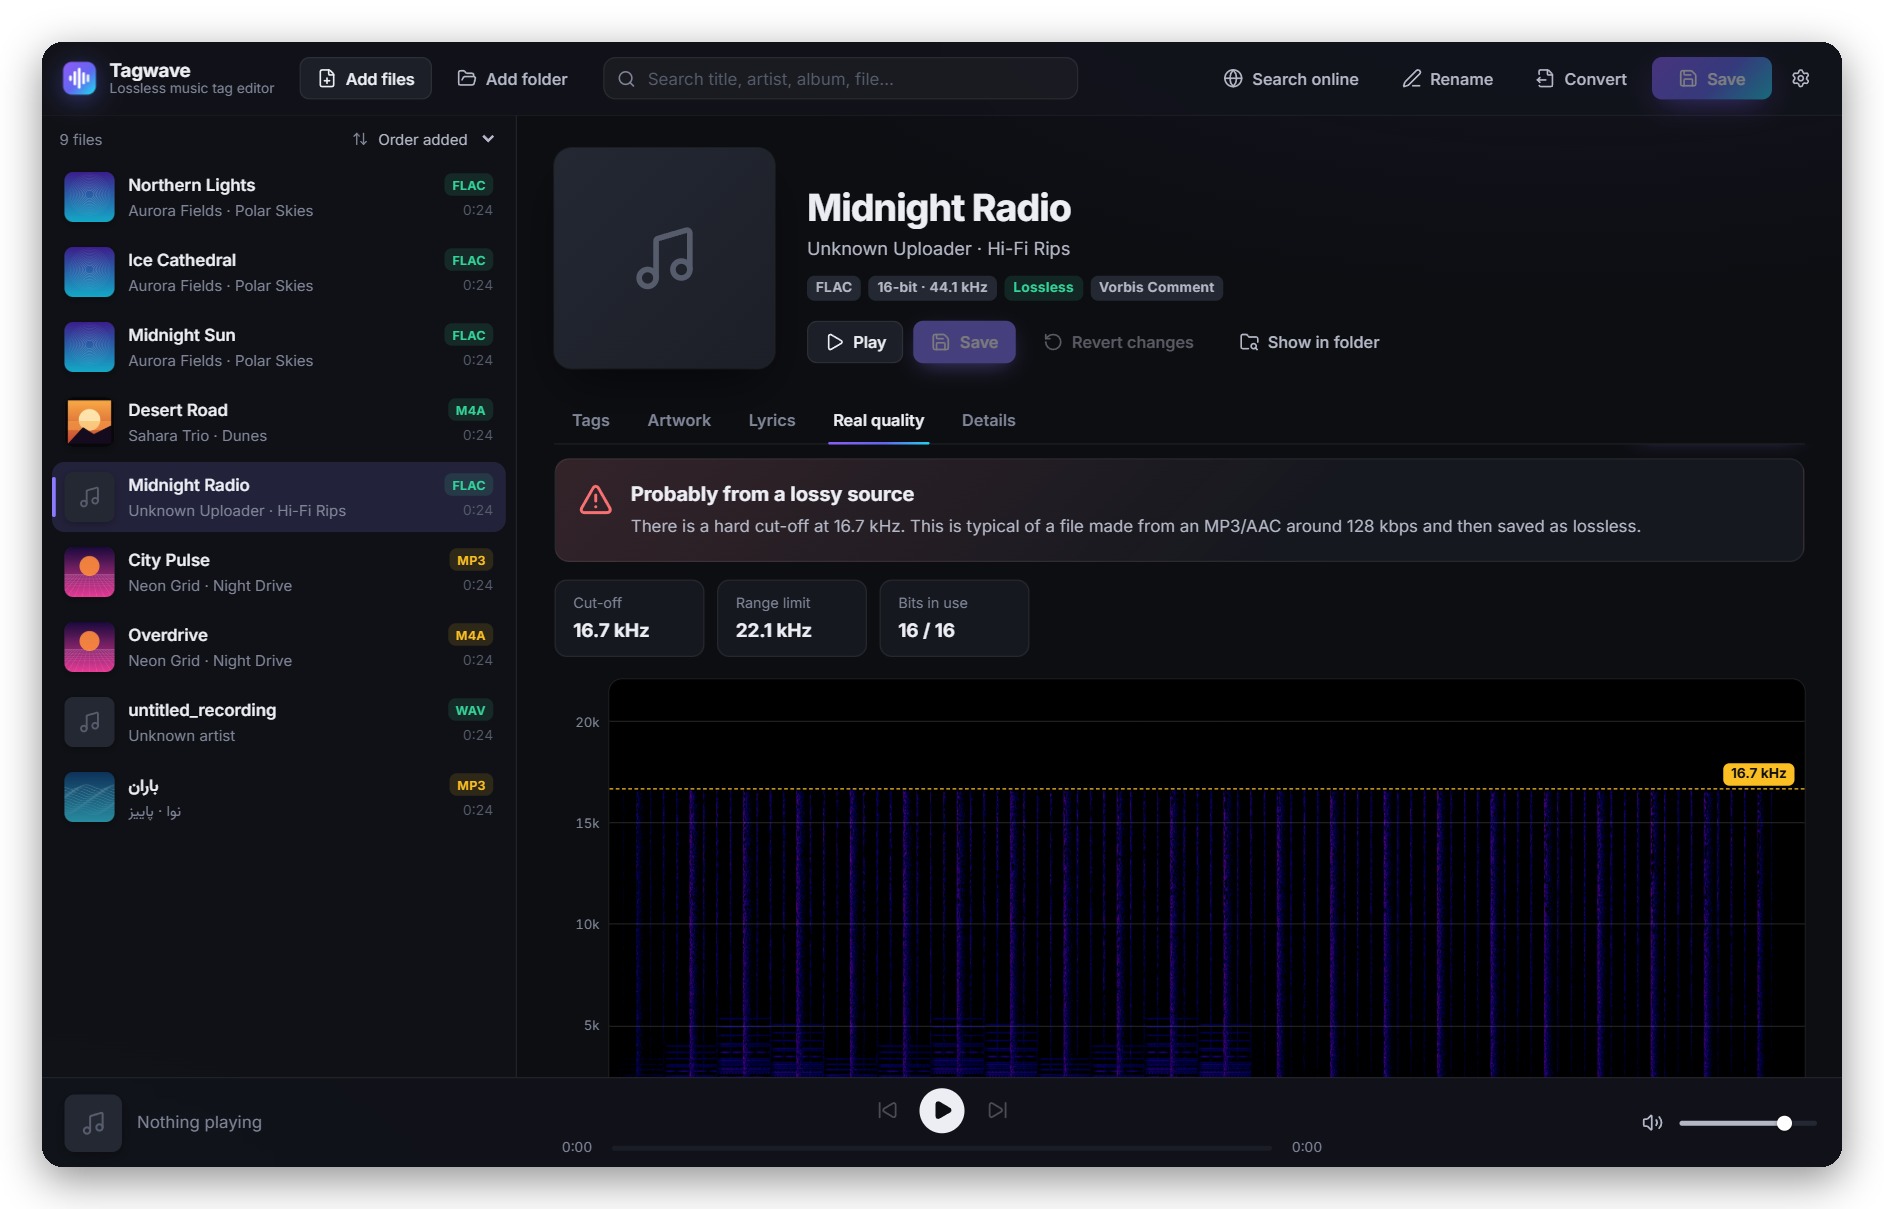 Tagwave
Lossless music tag editor
Add files
Add folder
Search title, artist, album, file...
Search online
Rename
Convert
Save
9 files
Order added
Northern Lights
FLAC
Aurora Fields · Polar Skies
0:24
Ice Cathedral
FLAC
Aurora Fields · Polar Skies
0:24
Midnight Sun
FLAC
Aurora Fields · Polar Skies
0:24
Desert Road
M4A
Sahara Trio · Dunes
0:24
Midnight Radio
FLAC
Unknown Uploader · Hi-Fi Rips
0:24
City Pulse
MP3
Neon Grid · Night Drive
0:24
Overdrive
M4A
Neon Grid · Night Drive
0:24
untitled_recording
WAV
Unknown artist
0:24
باران
MP3
نوا · پاییز
0:24
Midnight Radio
Unknown Uploader · Hi-Fi Rips
FLAC
16-bit · 44.1 kHz
Lossless
Vorbis Comment
Play
Save
Revert changes
Show in folder
Tags
Artwork
Lyrics
Real quality
Details
Probably from a lossy source
There is a hard cut-off at 16.7 kHz. This is typical of a file made from an MP3/AAC around 128 kbps and then saved as lossless.
Cut-off
16.7 kHz
Range limit
22.1 kHz
Bits in use
16 / 16
20k
16.7 kHz
15k
10k
5k
Nothing playing
0:00
0:00